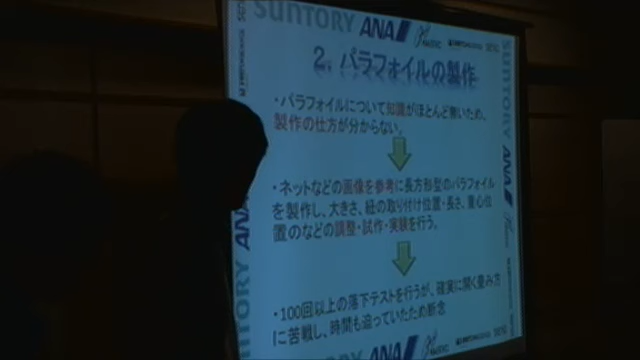 SUNTORY ANA
2. パラフォイルの製作
・パラフォイルについて知識がほとんど無いため、
製作の仕方が分からない。
・ネットなどの画像を参考に長方形型のパラフォイル
を製作し、大きさ、紐の取り付け位置・長さ、重心位
置のなどの調整・試作・実験を行う。
・100回以上の落下テストを行うが、確実に開く畳み方
に苦戦し、時間も迫っていたため断念
SUNTORY ANA
SUNTORY ANA
ANA